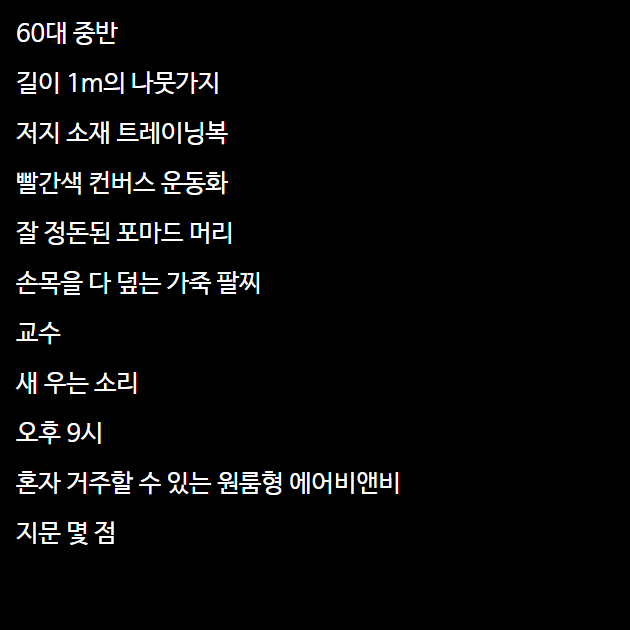 60대 중반
길이 1m의 나뭇가지
저지 소재 트레이닝복
빨간색 컨버스 운동화
잘 정돈된 포마드 머리
손목을 다 덮는 가죽 팔찌
교수
새 우는 소리
오후 9시
혼자 거주할 수 있는 원룸형 에어비앤비
지문 몇 점